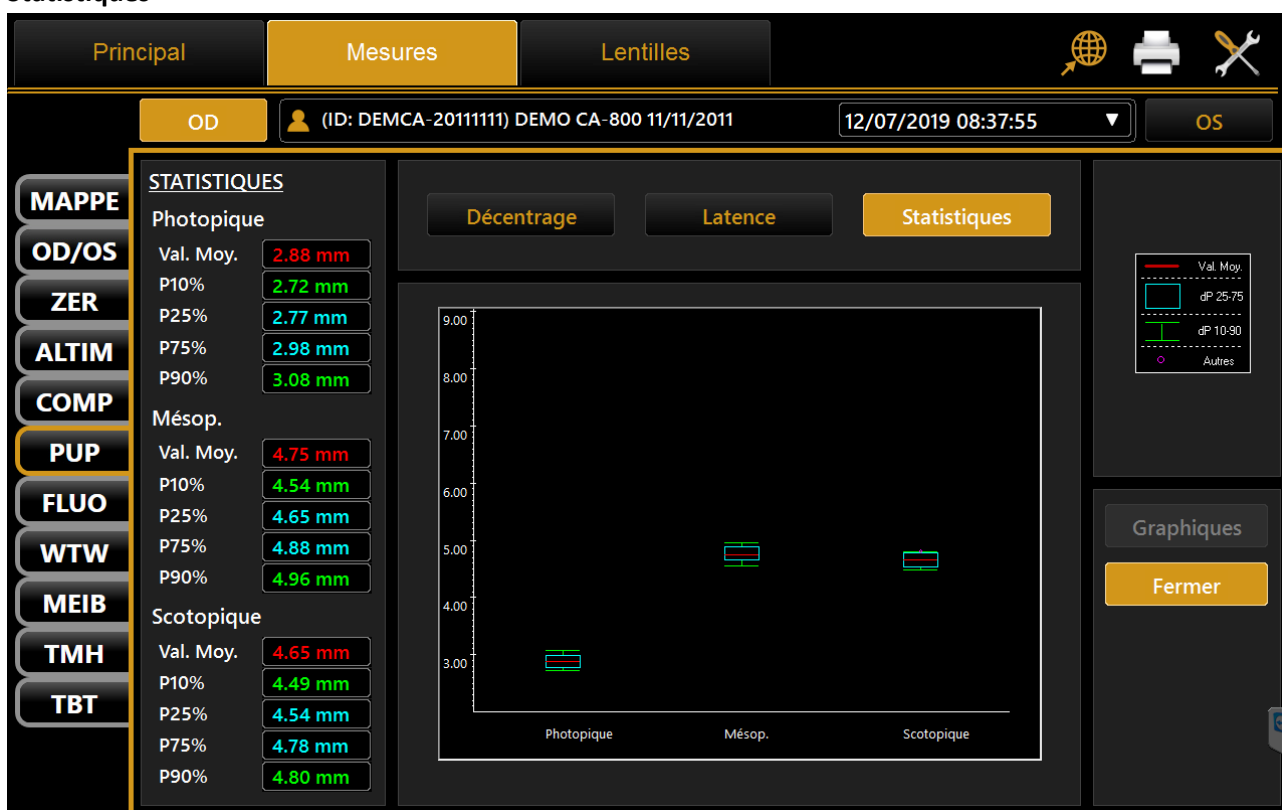 Statistiques
Principal
Mesures
Lentilles
OD
(ID: DEMCA-20111111) DEMO CA-800 11/11/2011
12/07/2019 08:37:55
OS
MAPPE
OD/OS
ZER
ALTIM
COMP
PUP
FLUO
WTW
MEIB
TMH
TBT
STATISTIQUES
Photopique
Val. Moy. 2.88 mm
P10% 2.72 mm
P25% 2.77 mm
P75% 2.98 mm
P90% 3.08 mm
Mésop.
Val. Moy. 4.75 mm
P10% 4.54 mm
P25% 4.65 mm
P75% 4.88 mm
P90% 4.96 mm
Scotopique
Val. Moy. 4.65 mm
P10% 4.49 mm
P25% 4.54 mm
P75% 4.78 mm
P90% 4.80 mm
Décentrage
Latence
Statistiques
9.00
8.00
7.00
6.00
5.00
4.00
3.00
Photopique
Mésop.
Scotopique
Val. Moy.
dP 25-75
dP 10-90
Autres
Graphiques
Fermer